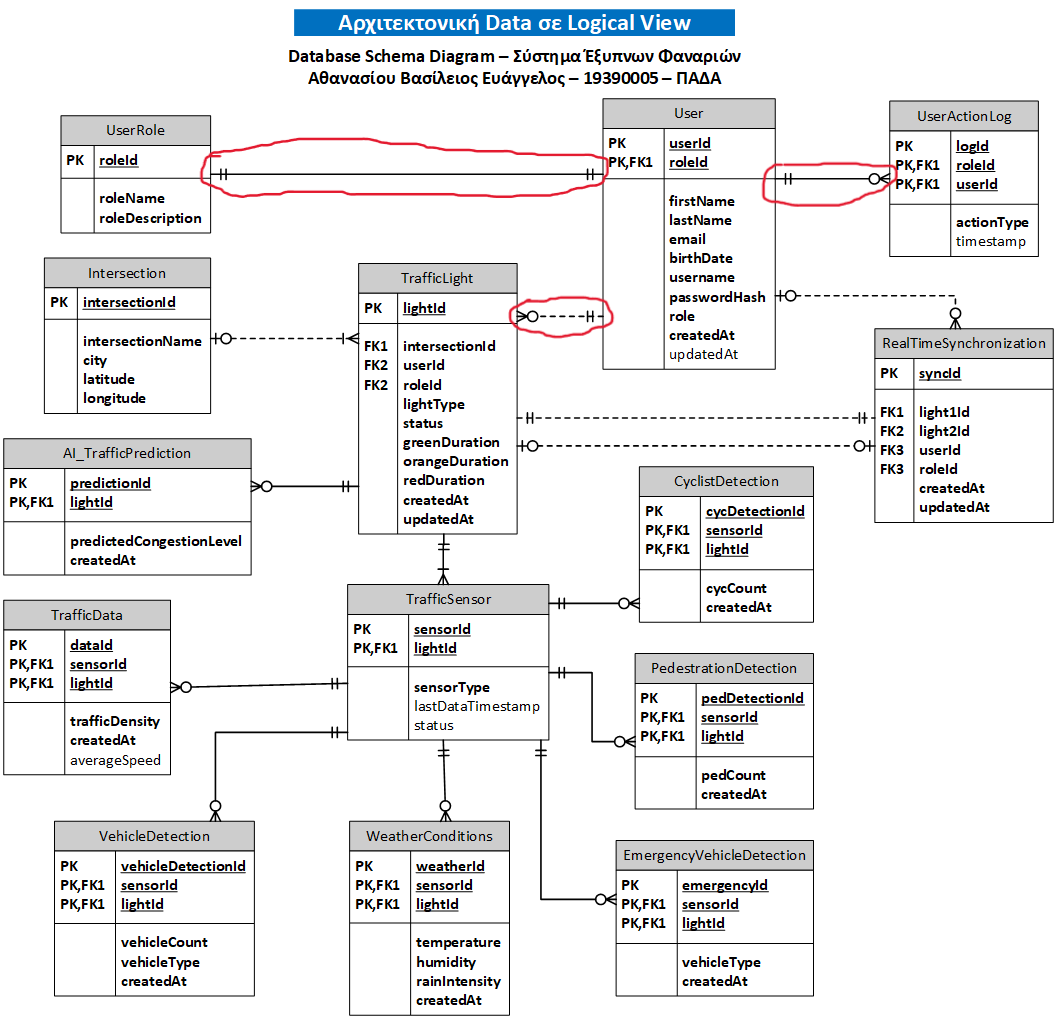 Αρχιτεκτονική Data σε Logical View
Database Schema Diagram – Σύστημα Έξυπνων Φαναριών
Αθανασίου Βασίλειος Ευάγγελος – 19390005 – ΠΑΔΑ
UserRole
PK roleId
roleName
roleDescription
User
PK userId
PK,FK1 roleId
firstName
lastName
email
birthDate
username
passwordHash
role
createdAt
updatedAt
UserActionLog
PK logId
PK,FK1 roleId
PK,FK1 userId
actionType
timestamp
Intersection
PK intersectionId
intersectionName
city
latitude
longitude
TrafficLight
PK lightId
FK1 intersectionId
FK2 userId
FK2 roleId
lightType
status
greenDuration
orangeDuration
redDuration
createdAt
updatedAt
RealTimeSynchronization
PK syncId
FK1 light1Id
FK2 light2Id
FK3 userId
FK3 roleId
createdAt
updatedAt
AI_TrafficPrediction
PK predictionId
PK,FK1 lightId
predictedCongestionLevel
createdAt
CyclistDetection
PK cycDetectionId
PK,FK1 sensorId
PK,FK1 lightId
cycCount
createdAt
TrafficData
PK dataId
PK,FK1 sensorId
PK,FK1 lightId
trafficDensity
createdAt
averageSpeed
TrafficSensor
PK sensorId
PK,FK1 lightId
sensorType
lastDataTimestamp
status
PedestrationDetection
PK pedDetectionId
PK,FK1 sensorId
PK,FK1 lightId
pedCount
createdAt
VehicleDetection
PK vehicleDetectionId
PK,FK1 sensorId
PK,FK1 lightId
vehicleCount
vehicleType
createdAt
WeatherConditions
PK weatherId
PK,FK1 sensorId
PK,FK1 lightId
temperature
humidity
rainIntensity
createdAt
EmergencyVehicleDetection
PK emergencyId
PK,FK1 sensorId
PK,FK1 lightId
vehicleType
createdAt